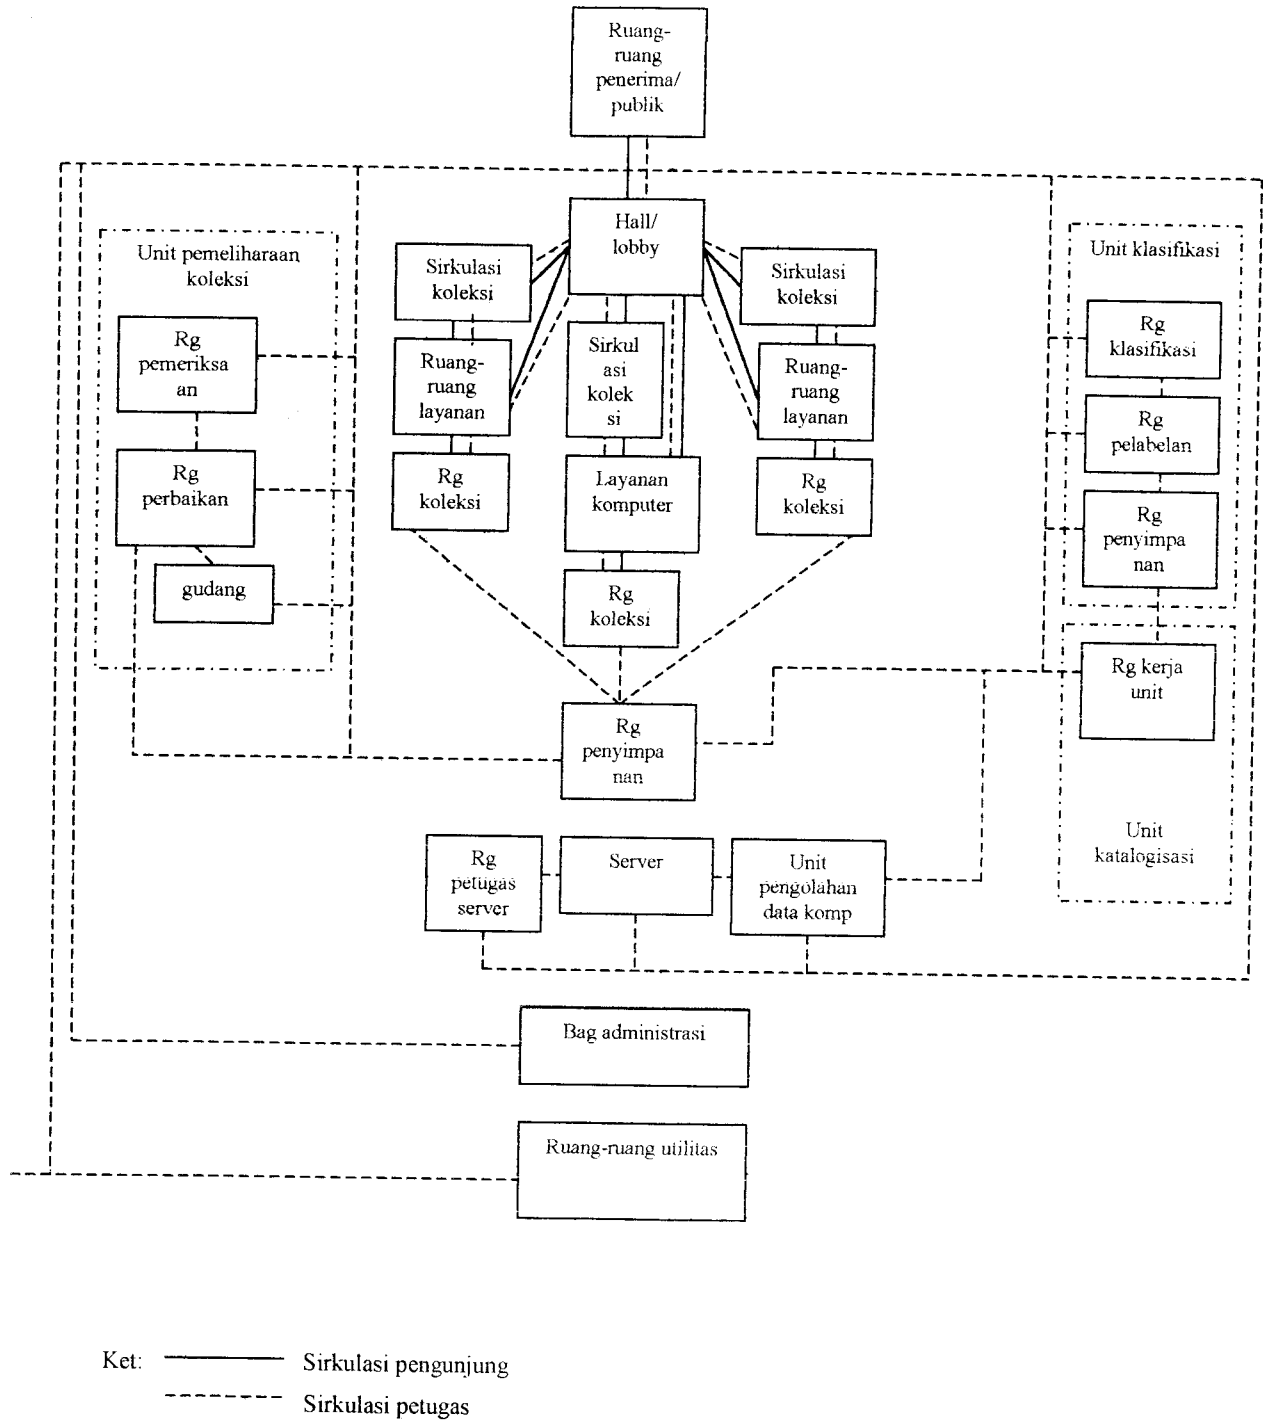 Ruang-
ruang
penerima/
publik
Hall/
lobby
Unit pemeliharaan
koleksi
Rg
pemeriksa
an
Rg
perbaikan
gudang
Sirkulasi
koleksi
Ruang-
ruang
layanan
Rg
koleksi
Sirkul
asi
kolek
si
Layanan
komputer
Rg
koleksi
Sirkulasi
koleksi
Ruang-
ruang
layanan
Rg
koleksi
Unit klasifikasi
Rg
klasifikasi
Rg
pelabelan
Rg
penyimpa
nan
Rg kerja
unit
Unit
katalogisasi
Rg
penyimpa
nan
Rg
petugas
server
Server
Unit
pengolahan
data komp
Bag administrasi
Ruang-ruang utilitas
Ket:
Sirkulasi pengunjung
Sirkulasi petugas